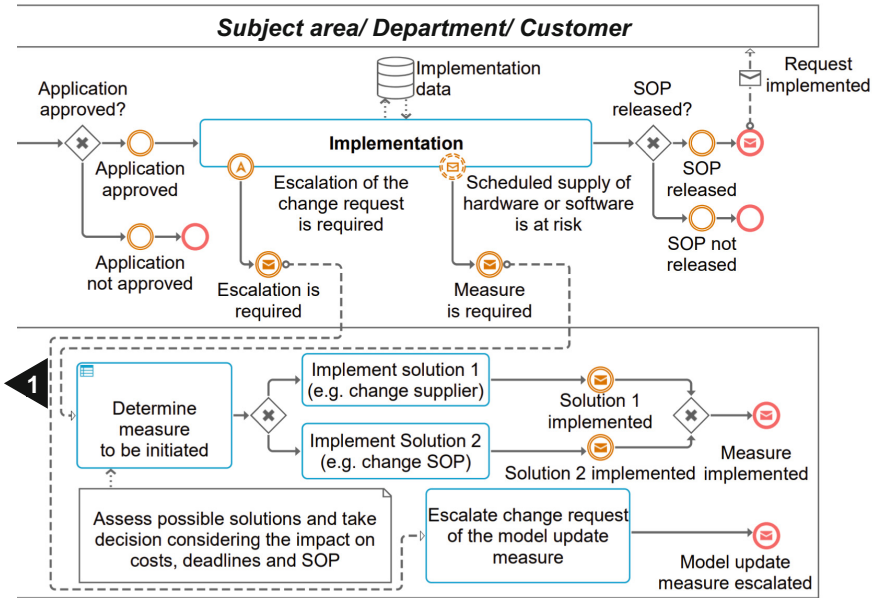 Subject area/ Department/ Customer
Application
approved?
Implementation
data
SOP
released?
Request
implemented
Implementation
Application
approved
Escalation of the
change request
is required
Scheduled supply of
hardware or software
is at risk
SOP
released
Application
not approved
SOP not
released
Escalation is
required
Measure
is required
1
Determine
measure
to be initiated
Implement solution 1
(e.g. change supplier)
Solution 1
implemented
Implement Solution 2
(e.g. change SOP)
Solution 2 implemented
Measure
implemented
Assess possible solutions and take
decision considering the impact on
costs, deadlines and SOP
Escalate change request
of the model update
measure
Model update
measure escalated